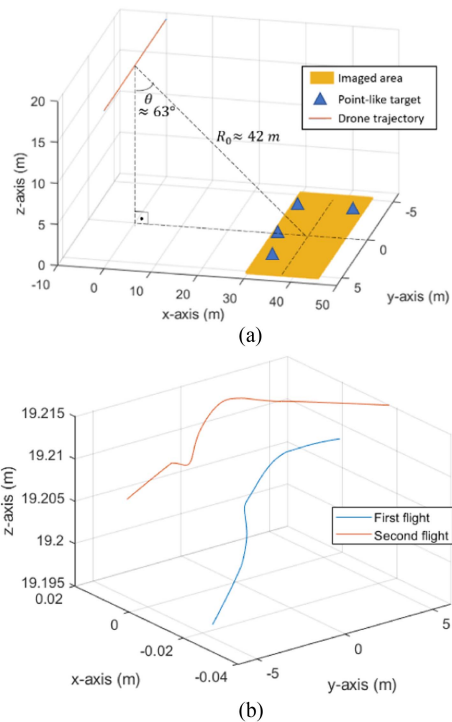 20
15
10
5
0
z-axis (m)
-10
0
10
20
30
40
50
x-axis (m)
-5
0
5
y-axis (m)
θ
≈ 63°
R₀ ≈ 42 m
Imaged area
Point-like target
Drone trajectory
(a)
19.215
19.21
19.205
19.2
19.195
z-axis (m)
0.02
0
-0.02
-0.04
x-axis (m)
-5
0
5
y-axis (m)
First flight
Second flight
(b)